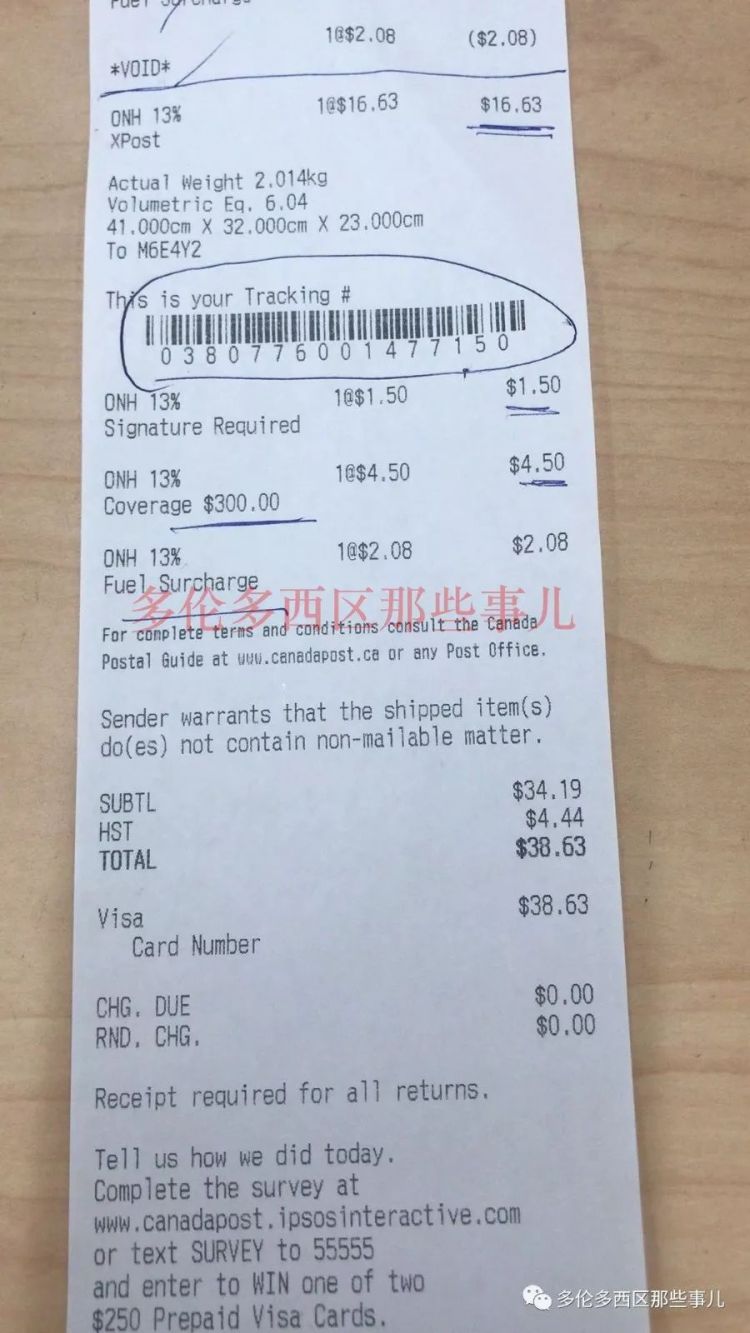 Fuel Surcharge
1@$2.08 ($2.08)
*VOID*
ONH 13% 1@$16.63 $16.63
XPost
Actual Weight 2.014kg
Volumetric Eq. 6.04
41.000cm X 32.000cm X 23.000cm
To M6E4Y2
This is your Tracking #
0380776001477150
ONH 13% 1@$1.50 $1.50
Signature Required
ONH 13% 1@$4.50 $4.50
Coverage $300.00
ONH 13% 1@$2.08 $2.08
Fuel Surcharge
多伦多西区那些事儿
For complete terms and conditions consult the Canada
Postal Guide at www.canadapost.ca or any Post Office.
Sender warrants that the shipped item(s)
do(es) not contain non-mailable matter.
SUBTL $34.19
HST $4.44
TOTAL $38.63
Visa $38.63
Card Number
CHG. DUE $0.00
RND. CHG. $0.00
Receipt required for all returns.
Tell us how we did today.
Complete the survey at
www.canadapost.ipsosinteractive.com
or text SURVEY to 55555
and enter to WIN one of two
$250 Prepaid Visa Cards.
多伦多西区那些事儿